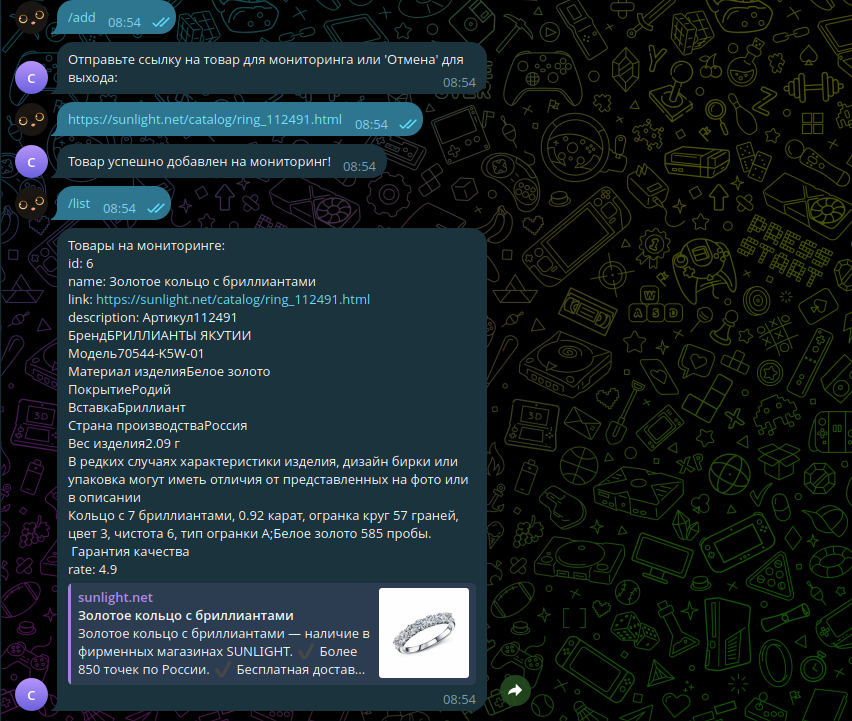 /add 08:54
Отправьте ссылку на товар для мониторинга или 'Отмена' для
выхода:
08:54
С
https://sunlight.net/catalog/ring_112491.html 08:54
Товар успешно добавлен на мониторинг! 08:54
С
/list 08:54
Товары на мониторинге:
id: 6
name: Золотое кольцо с бриллиантами
link: https://sunlight.net/catalog/ring_112491.html
description: Артикул112491
БрендБРИЛЛИАНТЫ ЯКУТИИ
Модель70544-K5W-01
Материал изделияБелое золото
ПокрытиеРодий
ВставкаБриллиант
Страна производстваРоссия
Вес изделия2.09 г
В редких случаях характеристики изделия, дизайн бирки или
упаковка могут иметь отличия от представленных на фото или
в описании
Кольцо с 7 бриллиантами, 0.92 карат, огранка круг 57 граней,
цвет 3, чистота 6, тип огранки А;Белое золото 585 пробы.
Гарантия качества
rate: 4.9
sunlight.net
Золотое кольцо с бриллиантами
Золотое кольцо с бриллиантами — наличие в
фирменных магазинах SUNLIGHT. ✔ Более
850 точек по России. ✔ Бесплатная достав...
С
08:54
PRESS
START
W
A S D
3D
3D
XP